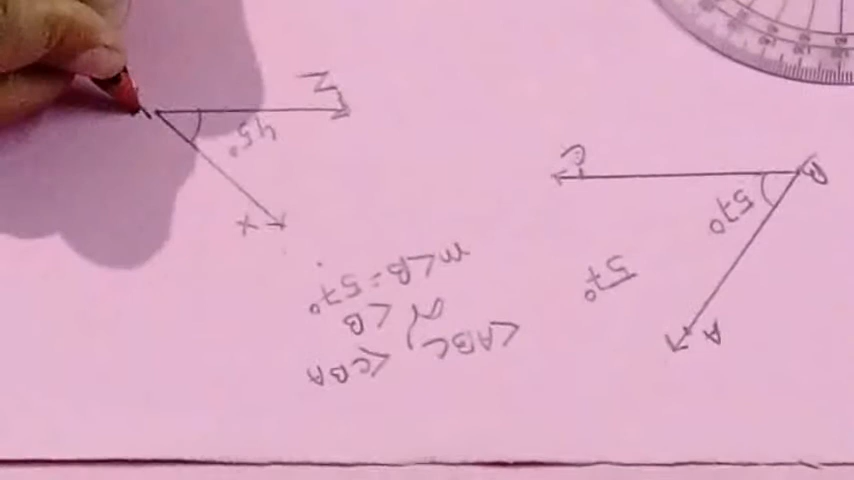 A
∠ABC, ∠CBA
or ∠B
m∠B = 57°
57°
57°
B
C
X
45°
Z